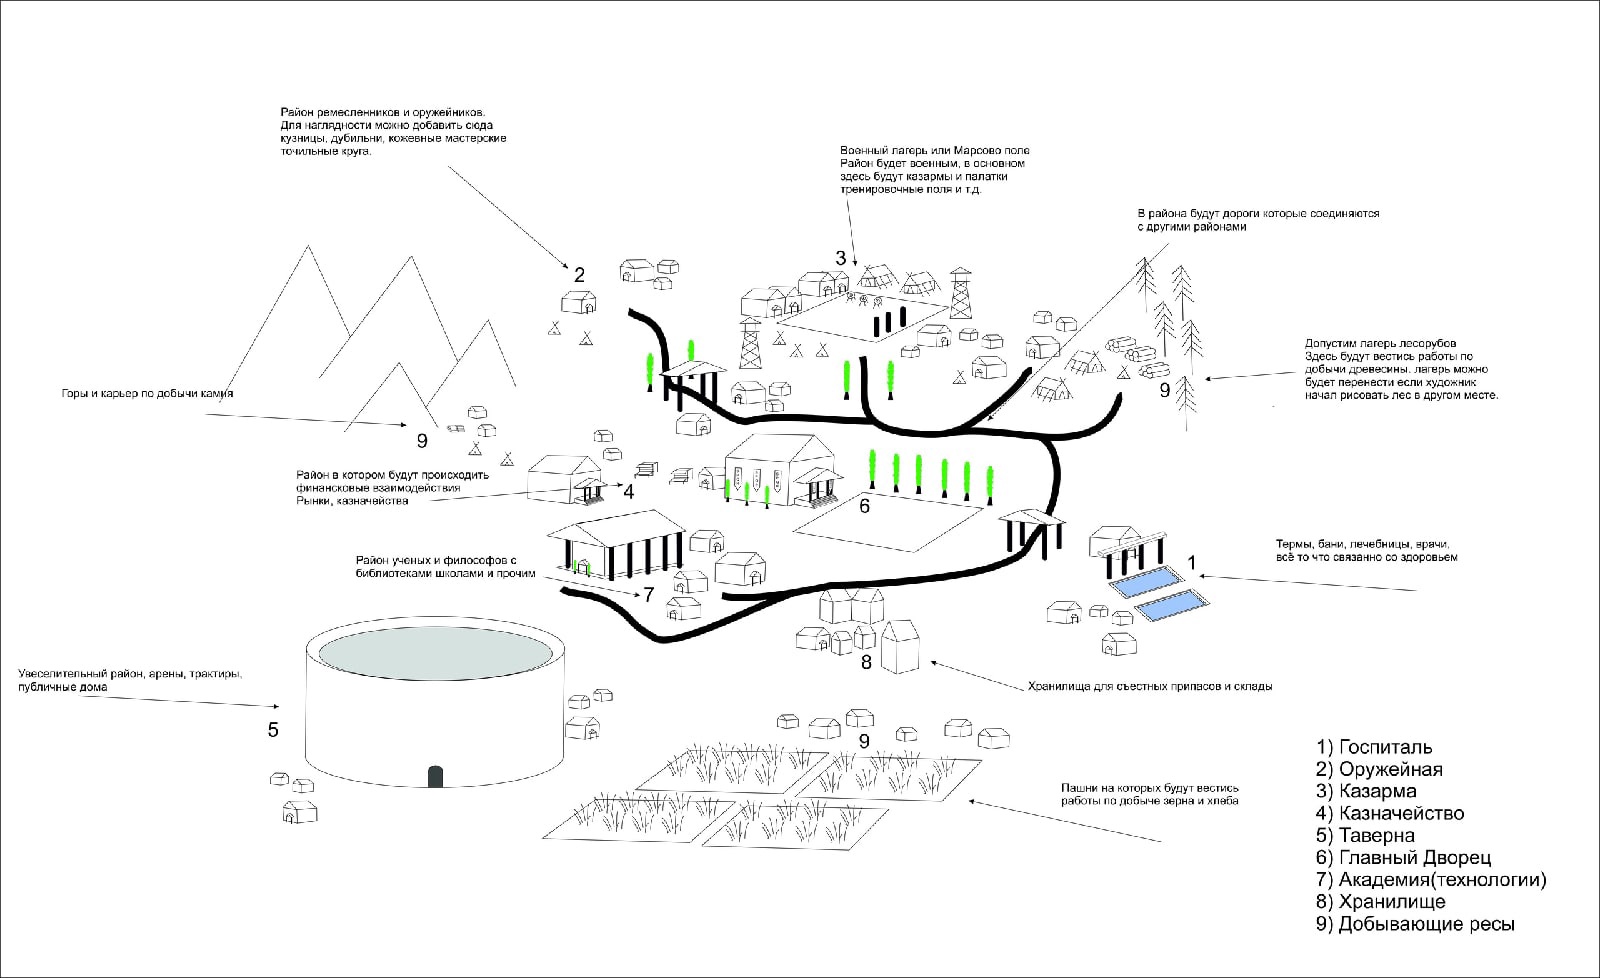 Район ремесленников и оружейников.
Для наглядности можно добавить сюда
кузницы, дубильни, кожевные мастерские
точильные круга.
Военный лагерь или Марсово поле
Район будет военным, в основном
здесь будут казармы и палатки
тренировочные поля и т.д.
В района будут дороги которые соединяются
с другими районами
2
3
Допустим лагерь лесорубов
Здесь будут вестись работы по
добычи древесины. лагерь можно
будет перенести если художник
начал рисовать лес в другом месте.
9
Горы и карьер по добычи камня
9
Район в котором будут происходить
финансковые взаимодействия
Рынки, казначейства
4
6
Термы, бани, лечебницы, врачи,
всё то что связанно со здоровьем
1
Район ученых и философов с
библиотеками школами и прочим
7
8
Хранилища для съестных припасов и склады
Увеселительный район, арены, трактиры,
публичные дома
5
9
Пашни на которых будут вестись
работы по добыче зерна и хлеба
1) Госпиталь
2) Оружейная
3) Казарма
4) Казначейство
5) Таверна
6) Главный Дворец
7) Академия(технологии)
8) Хранилище
9) Добывающие ресы